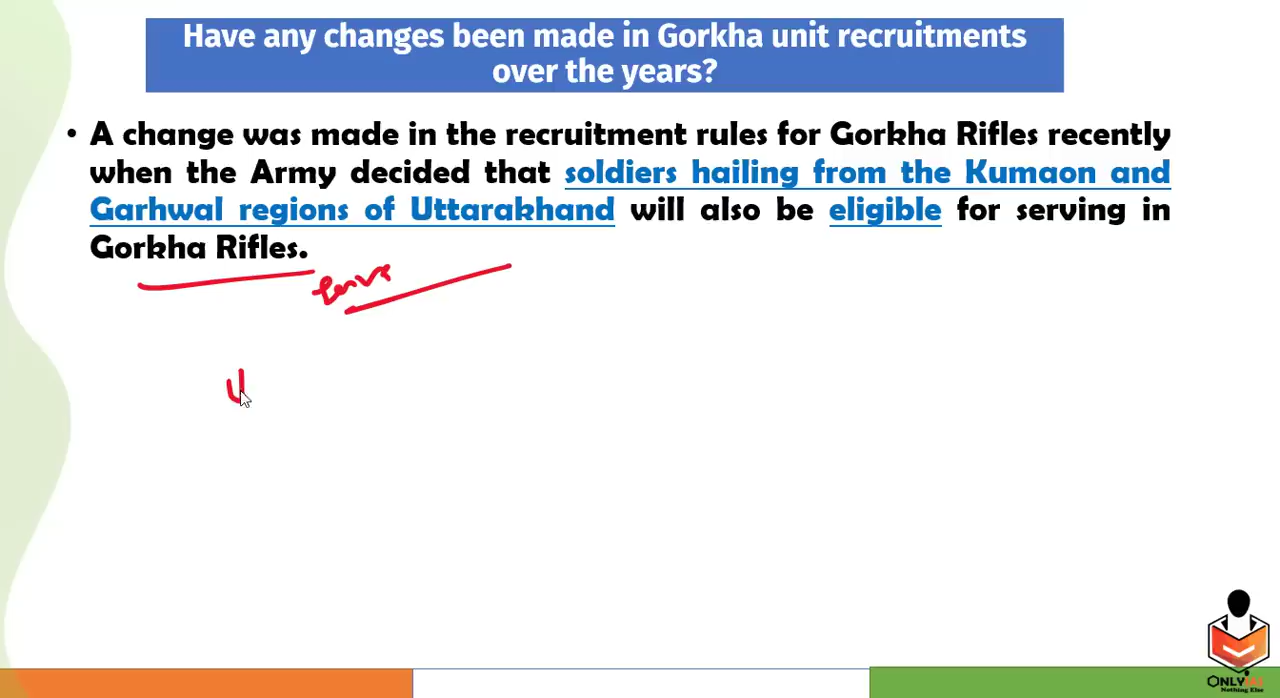 Have any changes been made in Gorkha unit recruitments
over the years?
• A change was made in the recruitment rules for Gorkha Rifles recently
when the Army decided that soldiers hailing from the Kumaon and
Garhwal regions of Uttarakhand will also be eligible for serving in
Gorkha Rifles.
Nothing Else